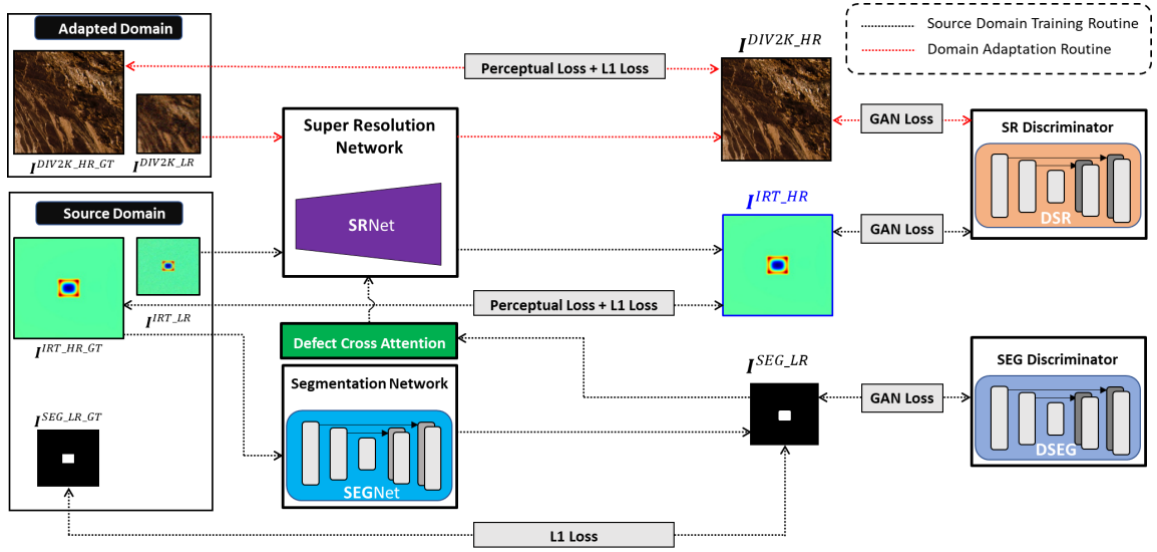 Adapted Domain
I^DIV2K_HR_GT
I^DIV2K_LR
Perceptual Loss + L1 Loss
I^DIV2K_HR
Source Domain Training Routine
Domain Adaptation Routine
Super Resolution
Network
SRNet
GAN Loss
SR Discriminator
DSR
Source Domain
I^IRT_LR
I^IRT_HR_GT
I^IRT_HR
GAN Loss
Perceptual Loss + L1 Loss
Defect Cross Attention
Segmentation Network
SEGNet
I^SEG_LR
GAN Loss
SEG Discriminator
DSEG
I^SEG_LR_GT
L1 Loss